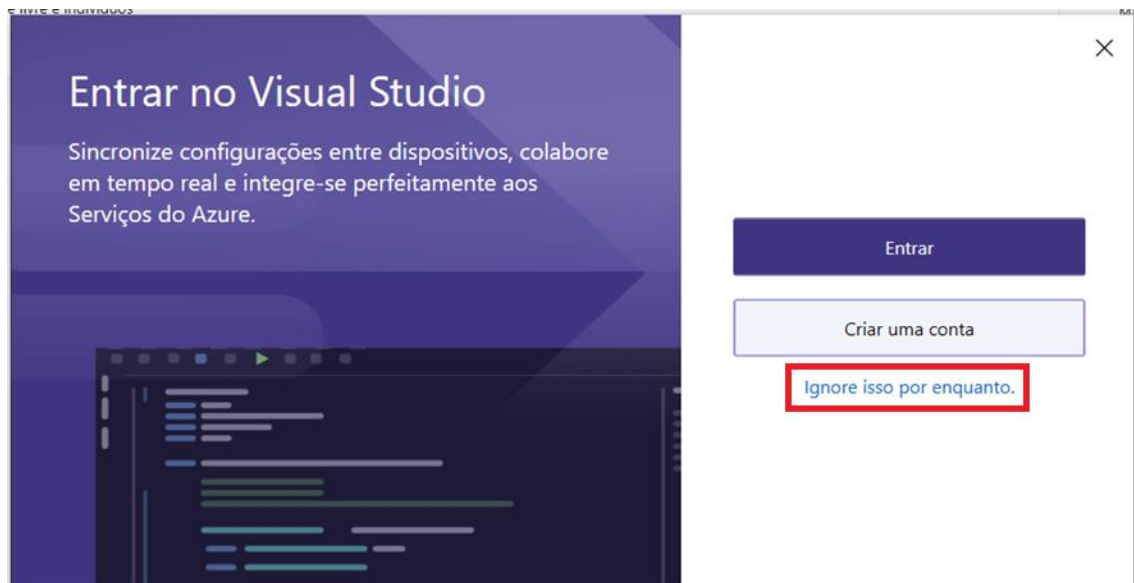 Entrar no Visual Studio
Sincronize configurações entre dispositivos, colabore
em tempo real e integre-se perfeitamente aos
Serviços do Azure.
Entrar
Criar uma conta
Ignore isso por enquanto.